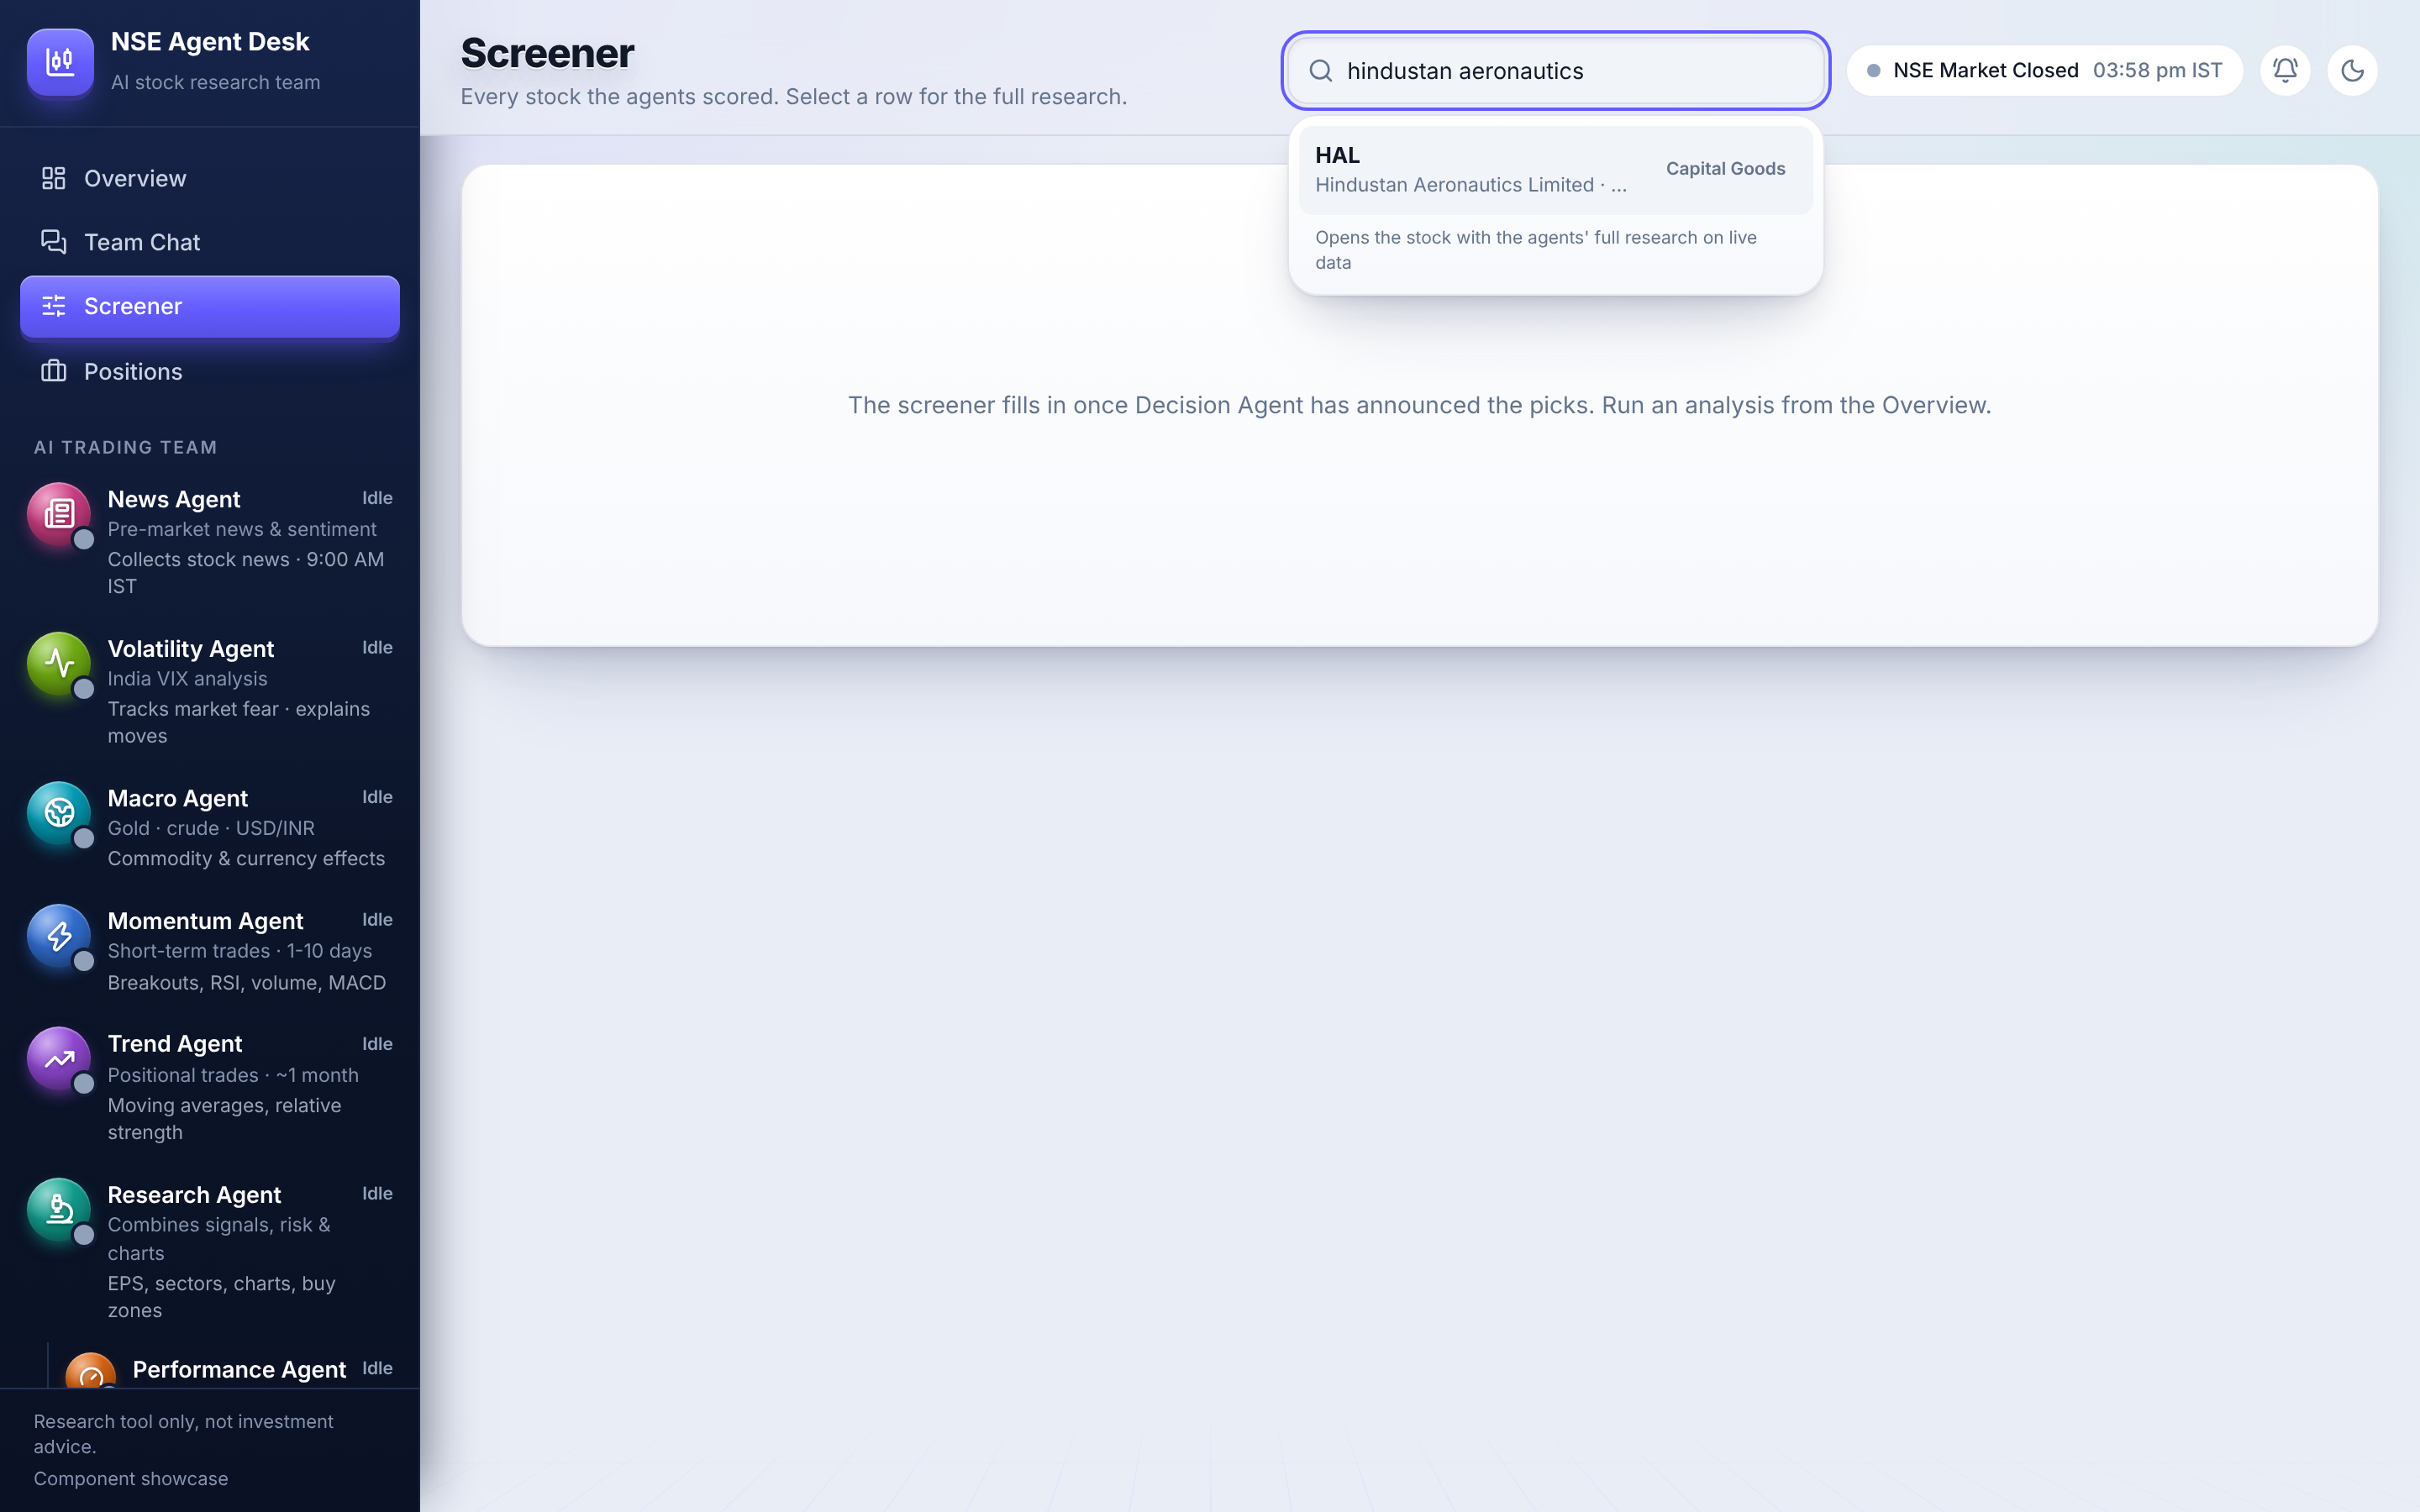 NSE Agent Desk
AI stock research team
Overview
Team Chat
Screener
Positions
AI TRADING TEAM
News Agent
Idle
Pre-market news & sentiment
Collects stock news · 9:00 AM
IST
Volatility Agent
Idle
India VIX analysis
Tracks market fear · explains
moves
Macro Agent
Idle
Gold · crude · USD/INR
Commodity & currency effects
Momentum Agent
Idle
Short-term trades · 1-10 days
Breakouts, RSI, volume, MACD
Trend Agent
Idle
Positional trades · ~1 month
Moving averages, relative
strength
Research Agent
Idle
Combines signals, risk &
charts
EPS, sectors, charts, buy
zones
Performance Agent
Idle
Research tool only, not investment
advice.
Component showcase
Screener
Every stock the agents scored. Select a row for the full research.
hindustan aeronautics
NSE Market Closed 03:58 pm IST
HAL
Hindustan Aeronautics Limited · ...
Capital Goods
Opens the stock with the agents' full research on live
data
The screener fills in once Decision Agent has announced the picks. Run an analysis from the Overview.